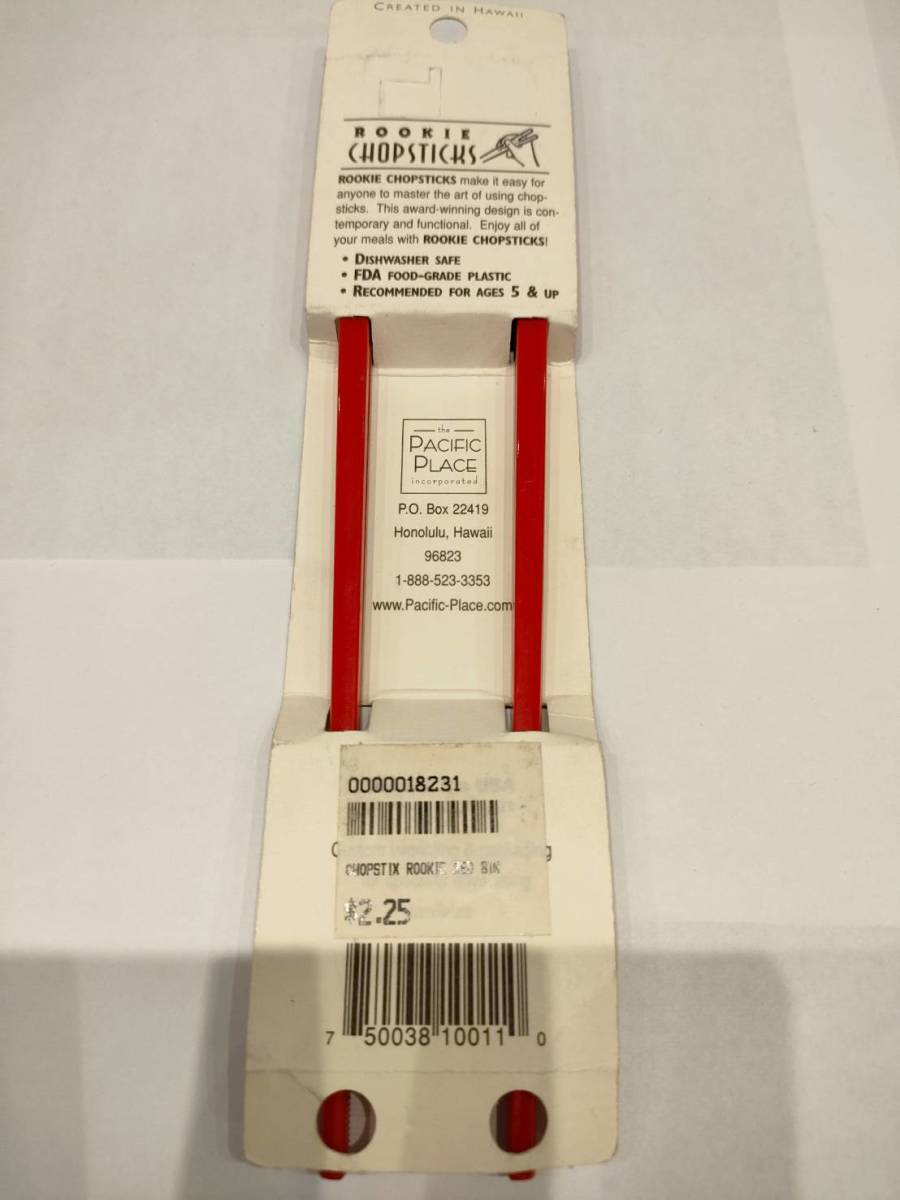 CREATED IN HAWAII
ROOKIE
CHOPSTICKS
ROOKIE CHOPSTICKS make it easy for
anyone to master the art of using chop-
sticks. This award-winning design is con-
temporary and functional. Enjoy all of
your meals with ROOKIE CHOPSTICKS!
• DISHWASHER SAFE
• FDA FOOD-GRADE PLASTIC
• RECOMMENDED FOR AGES 5 & UP
the
PACIFIC
PLACE
incorporated
P.O. Box 22419
Honolulu, Hawaii
96823
1-888-523-3353
www.Pacific-Place.com
0000018231
CHOPSTIX ROOKIE
$2.25
7 50038 10011 0